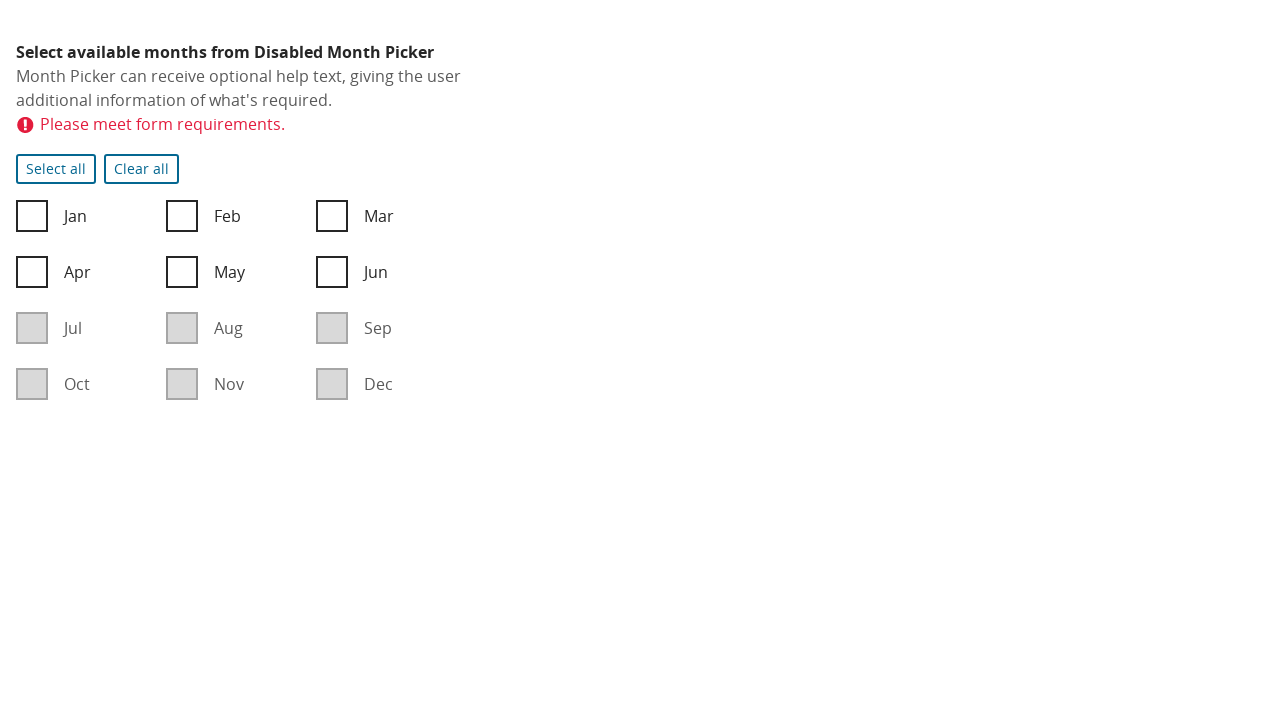 Select available months from Disabled Month Picker
Month Picker can receive optional help text, giving the user
additional information of what's required.
Please meet form requirements.
Select all Clear all
Jan Feb Mar
Apr May Jun
Jul Aug Sep
Oct Nov Dec